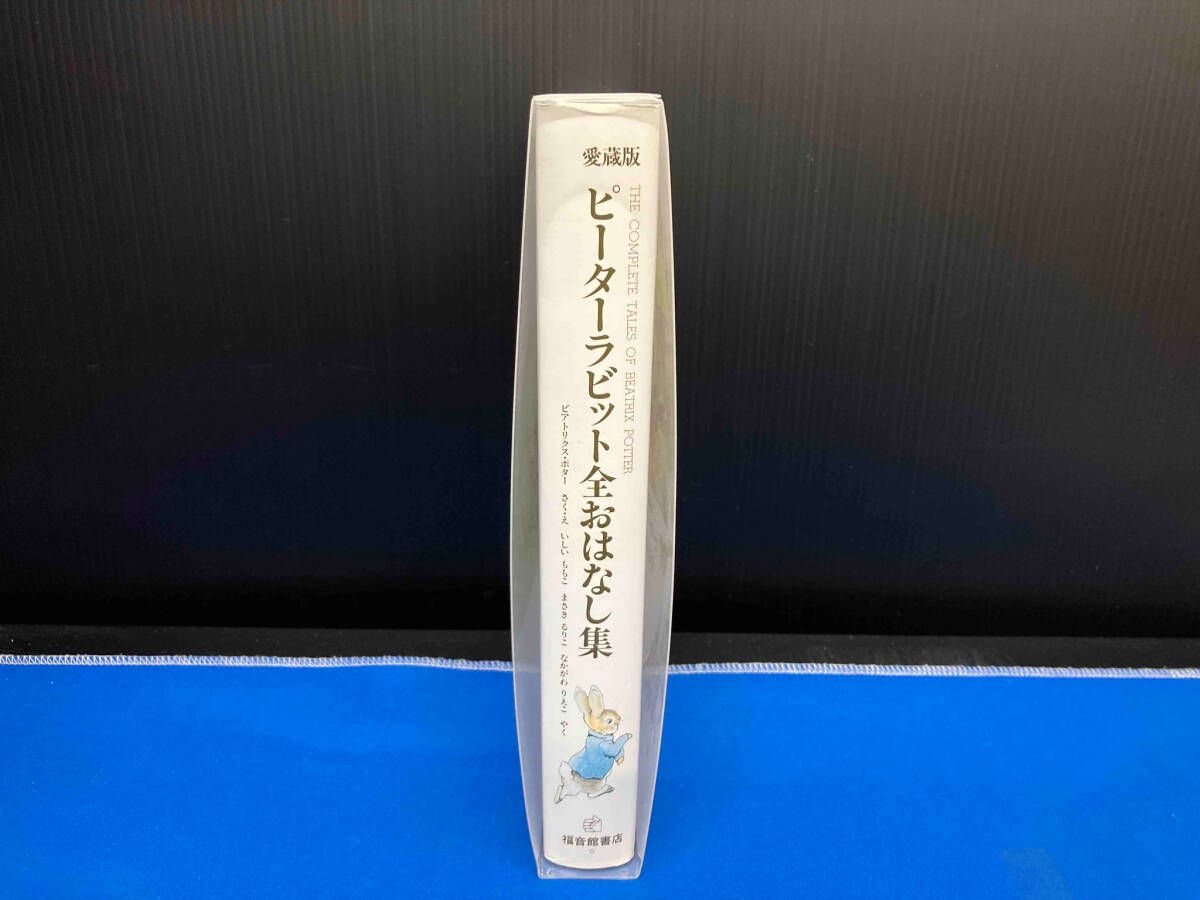 愛蔵版
THE COMPLETE TALES OF BEATRIX POTTER
ピーターラビット全おはなし集
ビアトリクス・ポター さく・え いしい ももこ まさき るりこ なかがわ りえこ やく
福音館書店